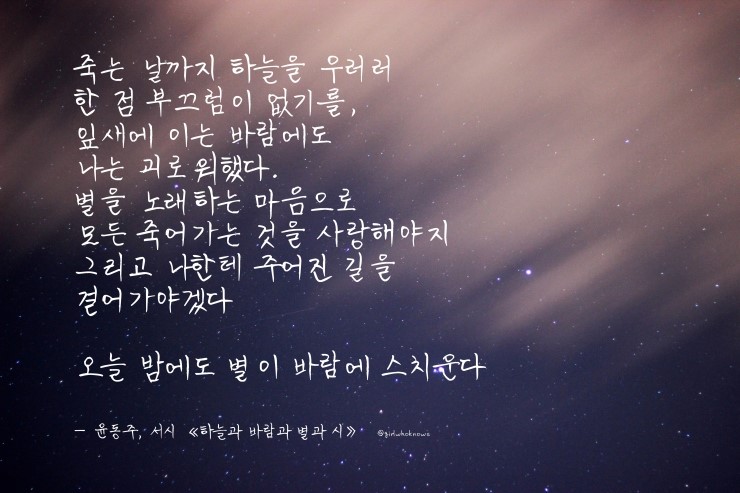 죽는 날까지 하늘을 우러러
한 점 부끄럼이 없기를,
잎새에 이는 바람에도
나는 괴로워했다.
별을 노래하는 마음으로
모든 죽어가는 것을 사랑해야지
그리고 나한테 주어진 길을
걸어가야겠다
오늘 밤에도 별이 바람에 스치운다
— 윤동주, 서시 《하늘과 바람과 별과 시》 @girlwhoknows